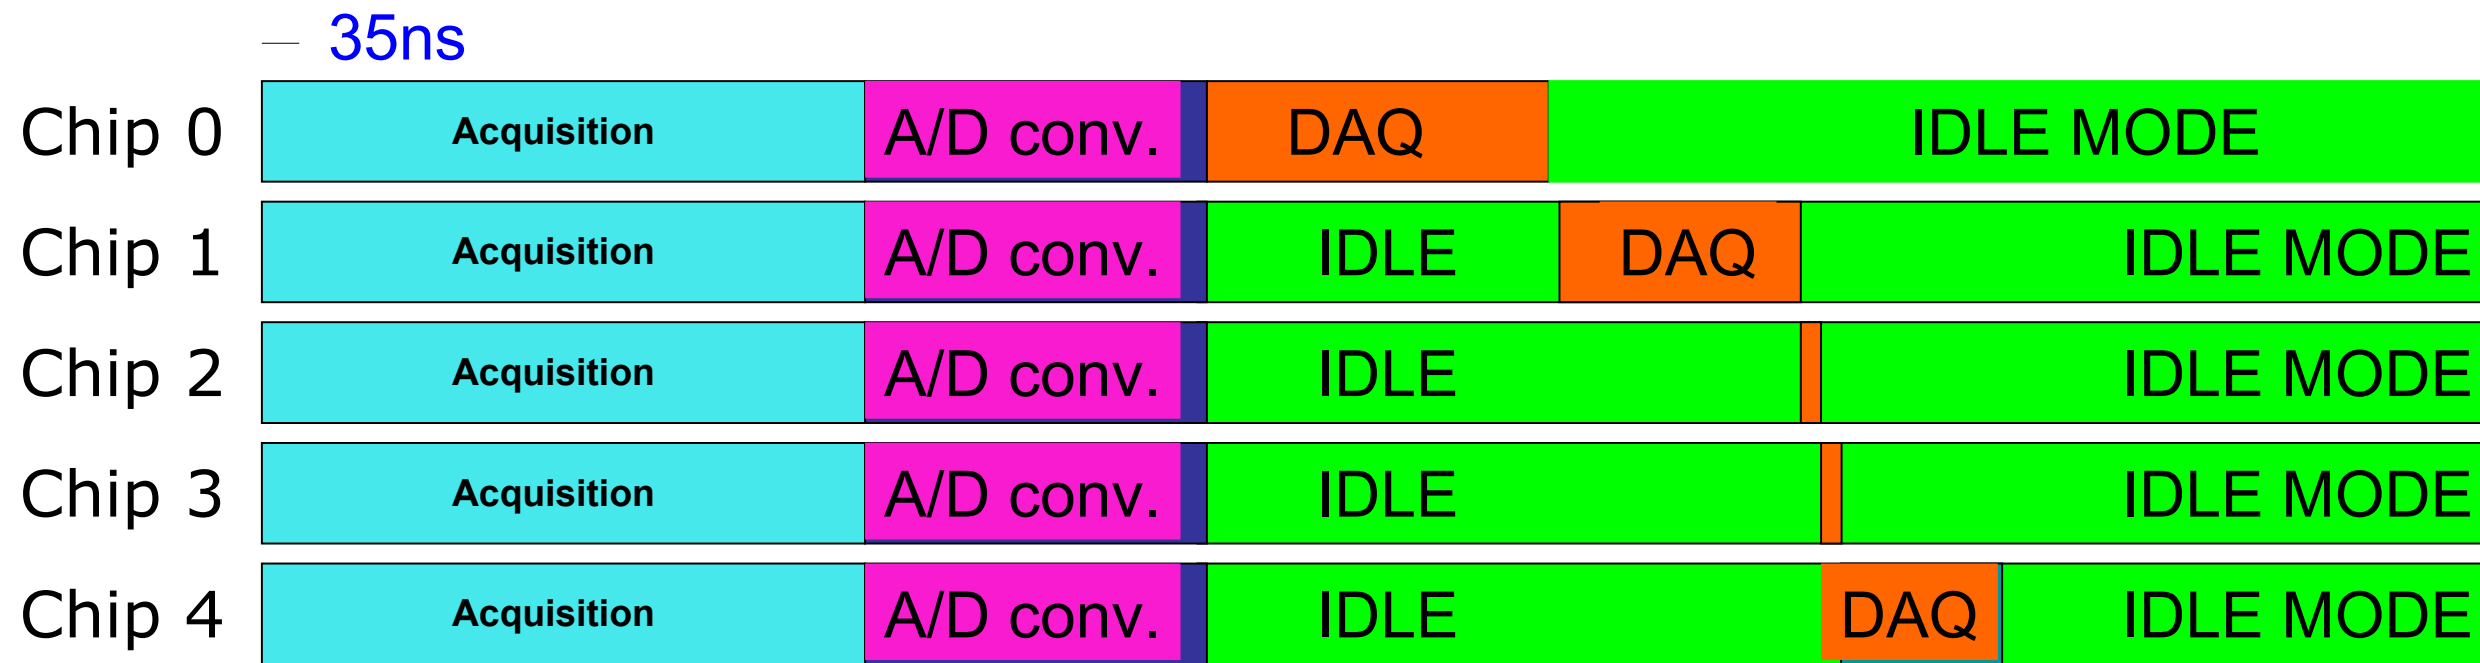 35ns
Chip 0 Acquisition A/D conv. DAQ IDLE MODE
Chip 1 Acquisition A/D conv. IDLE DAQ IDLE MODE
Chip 2 Acquisition A/D conv. IDLE IDLE MODE
Chip 3 Acquisition A/D conv. IDLE IDLE MODE
Chip 4 Acquisition A/D conv. IDLE DAQ IDLE MODE